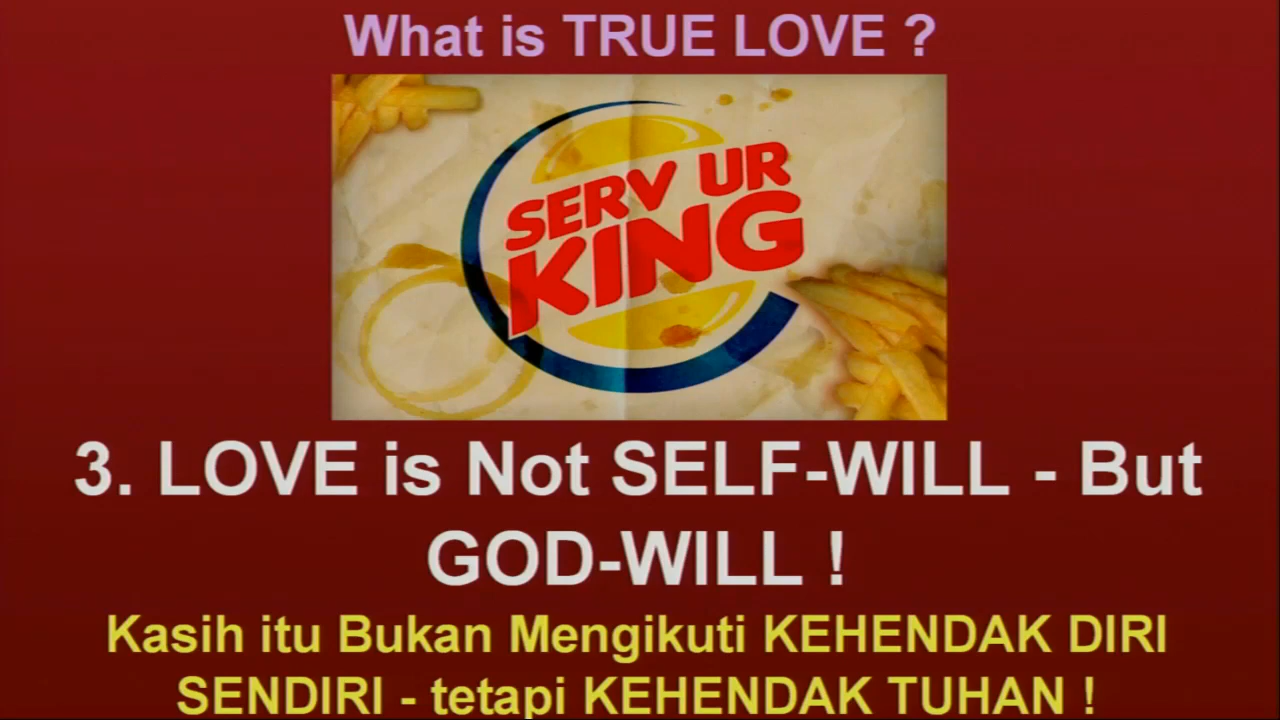 What is TRUE LOVE ?
SERV UR
KING
3. LOVE is Not SELF-WILL - But
GOD-WILL !
Kasih itu Bukan Mengikuti KEHENDAK DIRI
SENDIRI - tetapi KEHENDAK TUHAN !